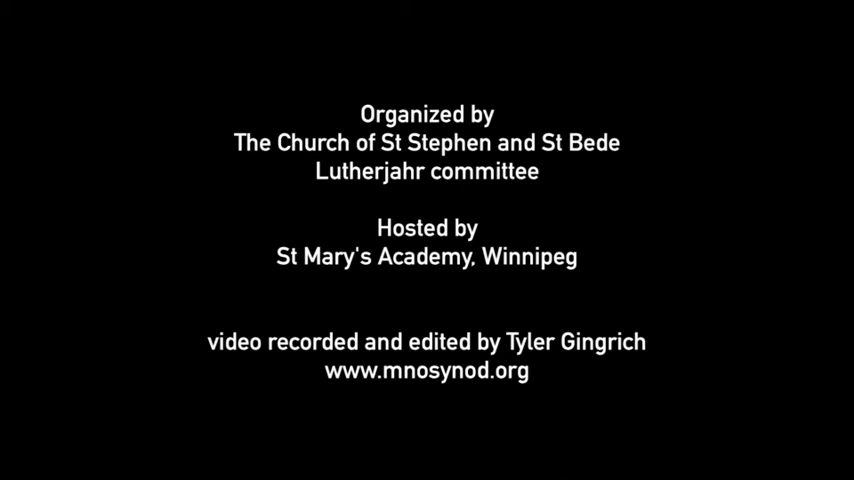 Organized by
The Church of St Stephen and St Bede
Lutherjahr committee
Hosted by
St Mary's Academy, Winnipeg
video recorded and edited by Tyler Gingrich
www.mnosynod.org